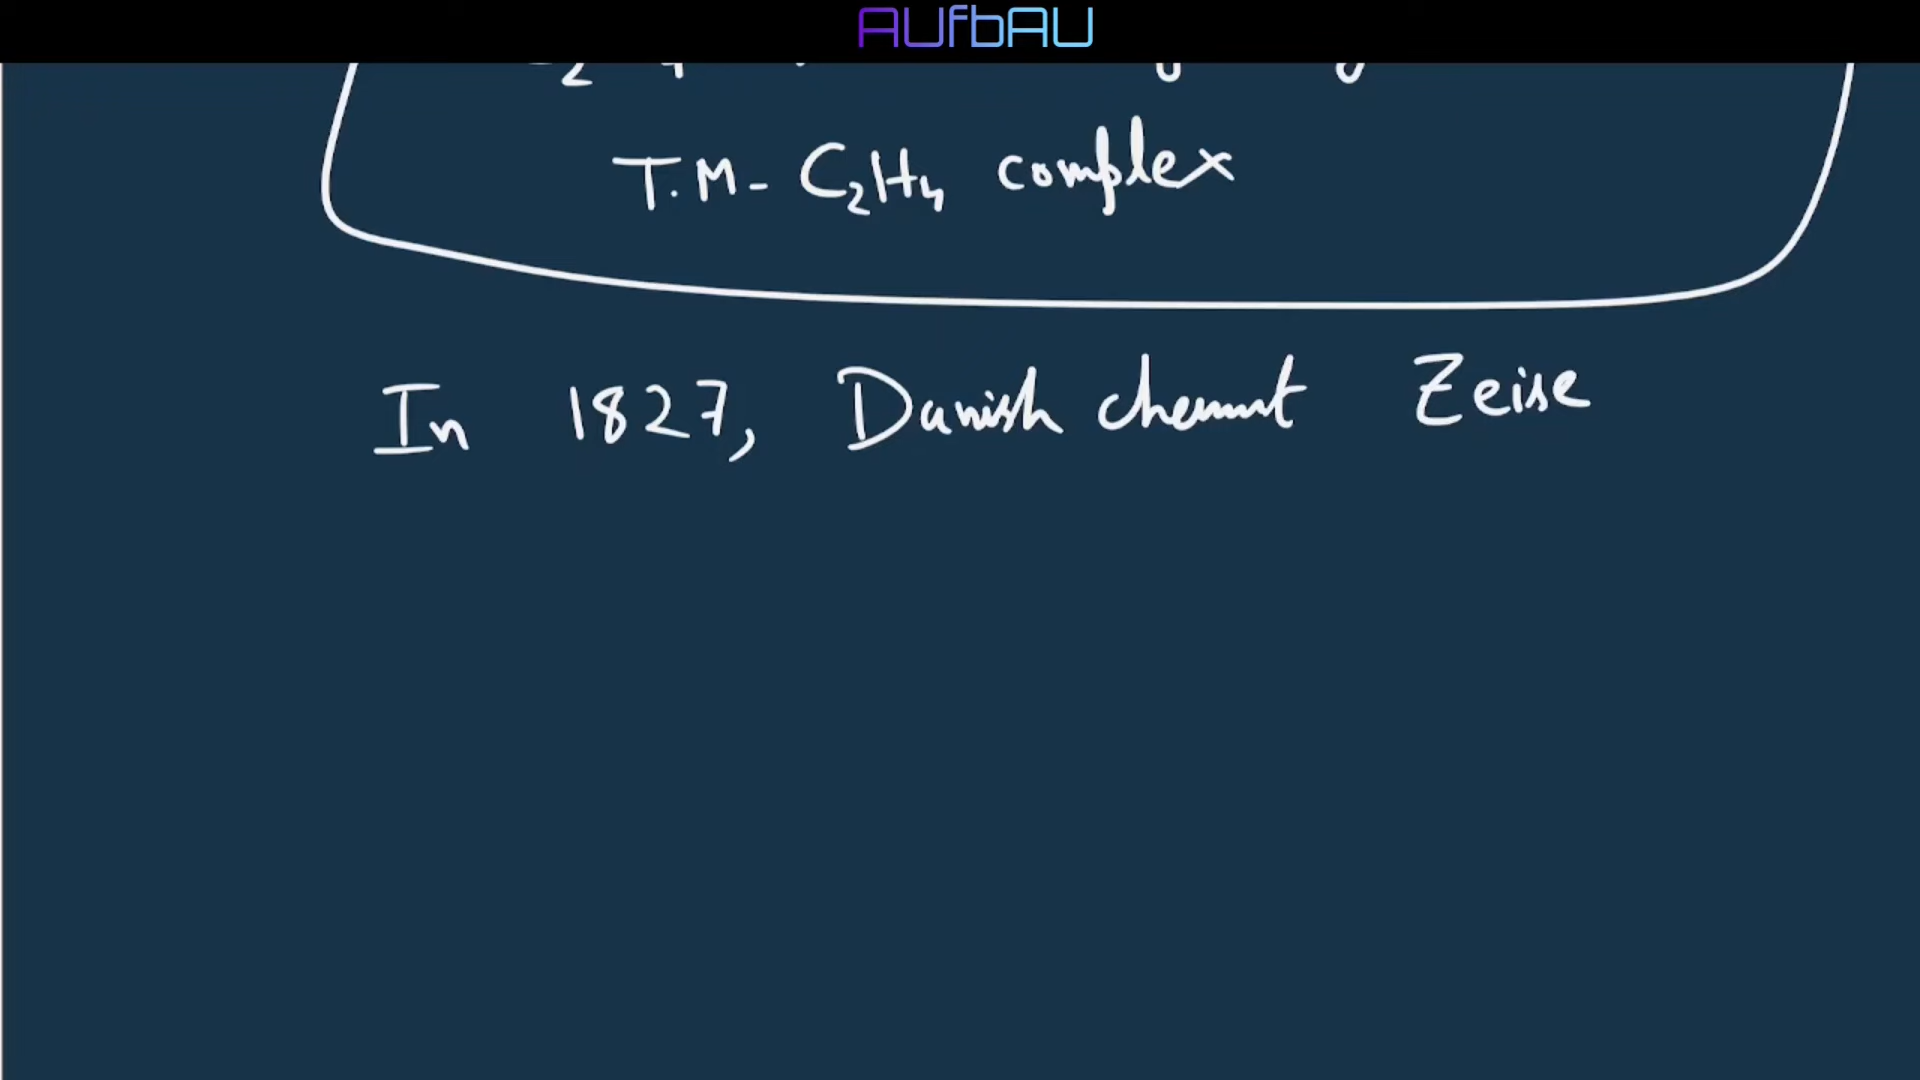 AUfbAU
T.M- C₂H₄ complex
In 1827, Danish chemist Zeise